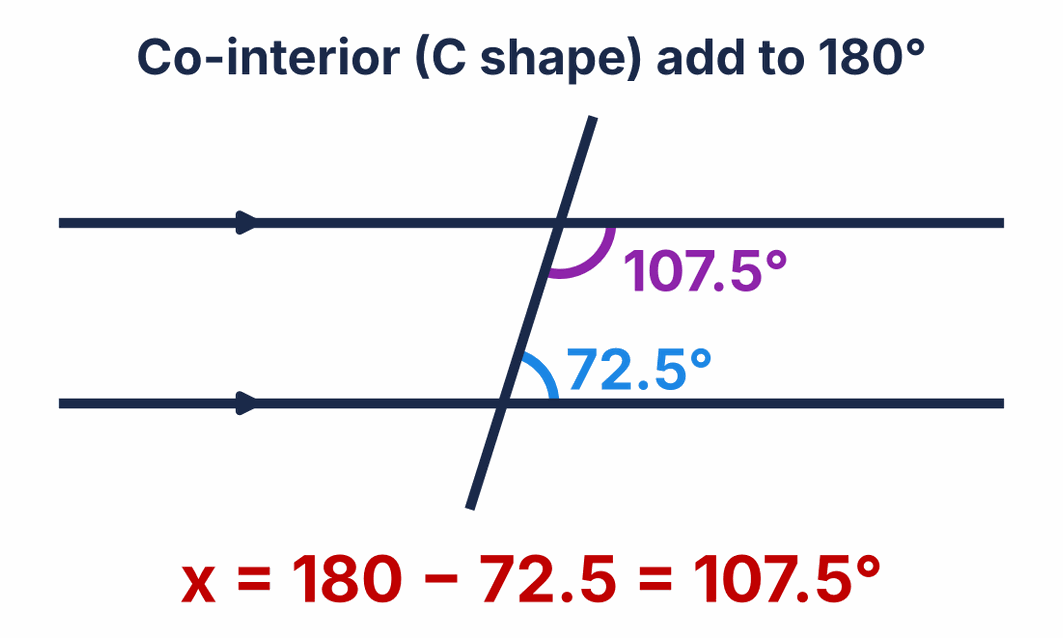 Co-interior (C shape) add to 180°
107.5°
72.5°
x = 180 − 72.5 = 107.5°